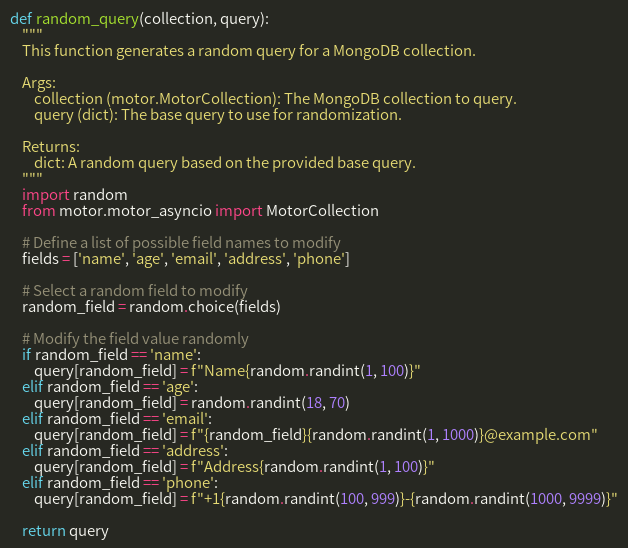 def random_query(collection, query):
    """
    This function generates a random query for a MongoDB collection.

    Args:
        collection (motor.MotorCollection): The MongoDB collection to query.
        query (dict): The base query to use for randomization.

    Returns:
        dict: A random query based on the provided base query.
    """
    import random
    from motor.motor_asyncio import MotorCollection

    # Define a list of possible field names to modify
    fields = ['name', 'age', 'email', 'address', 'phone']

    # Select a random field to modify
    random_field = random.choice(fields)

    # Modify the field value randomly
    if random_field == 'name':
        query[random_field] = f"Name{random.randint(1, 100)}"
    elif random_field == 'age':
        query[random_field] = random.randint(18, 70)
    elif random_field == 'email':
        query[random_field] = f"{random_field}{random.randint(1, 1000)}@example.com"
    elif random_field == 'address':
        query[random_field] = f"Address{random.randint(1, 100)}"
    elif random_field == 'phone':
        query[random_field] = f"+1{random.randint(100, 999)}-{random.randint(1000, 9999)}"

    return query